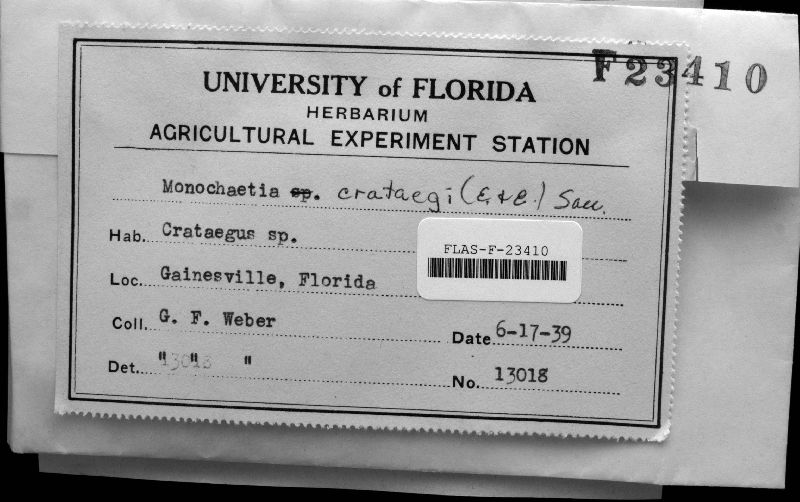 F23410
UNIVERSITY of FLORIDA
HERBARIUM
AGRICULTURAL EXPERIMENT STATION
Monochaetia sp. crataegi (E. & E.) Sacc.
Hab. Crataegus sp.
FLAS-F-23410
Loc. Gainesville, Florida
Coll. G. F. Weber
Date 6-17-39
Det. " " "
No. 13018